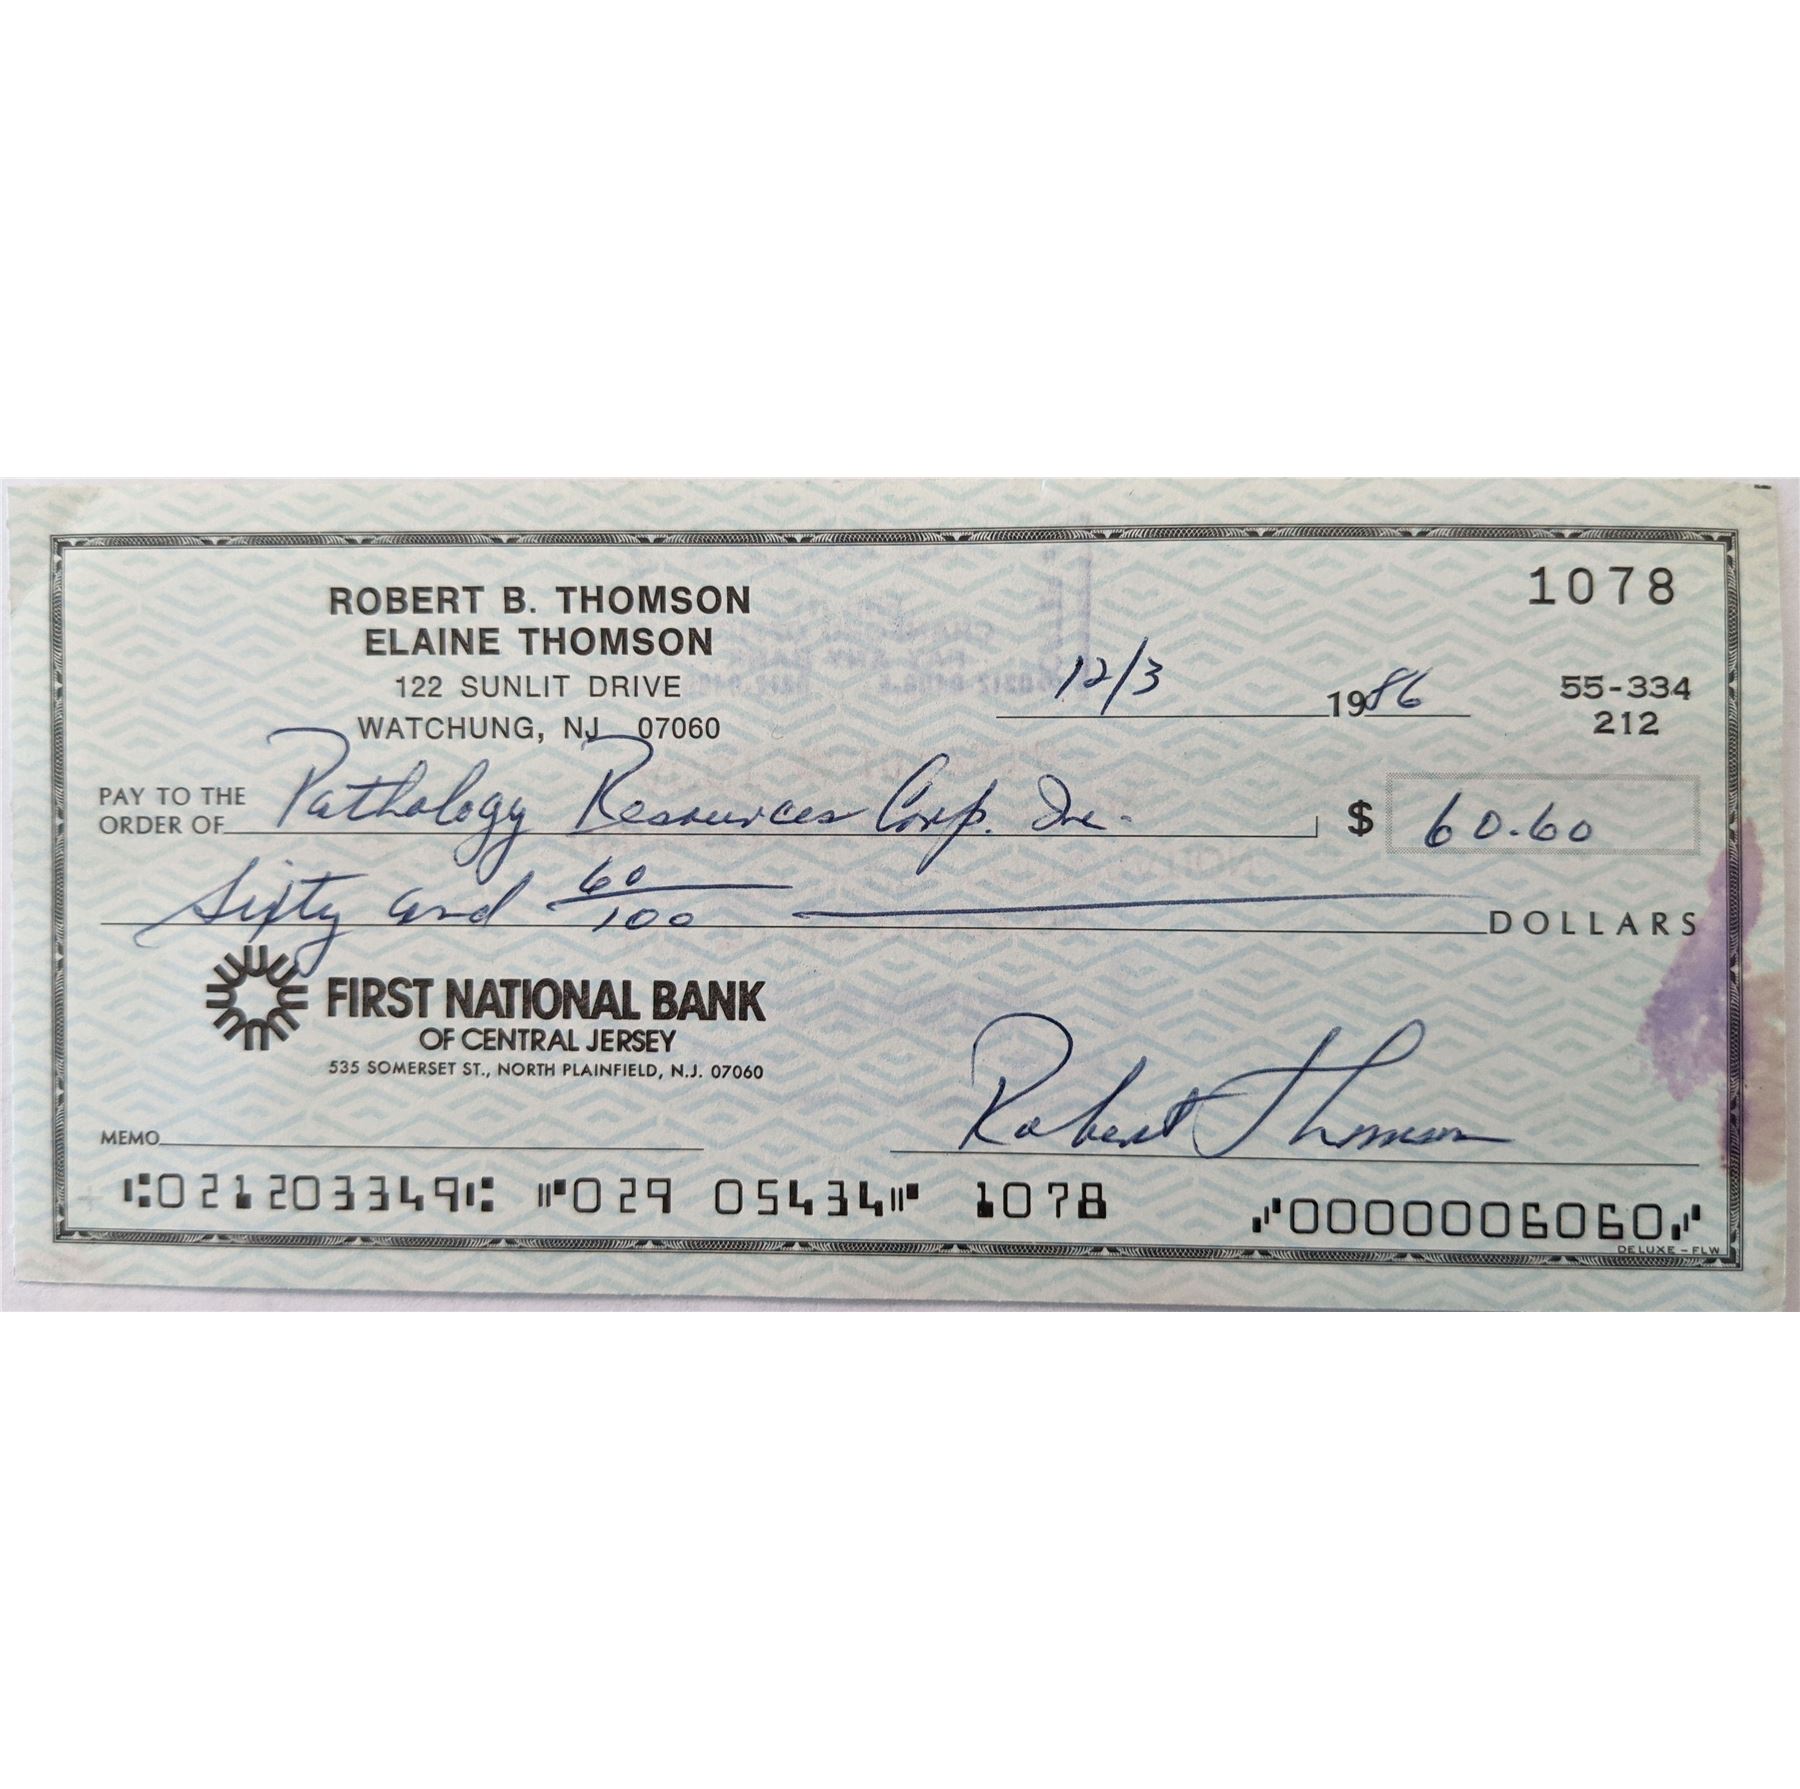 ROBERT B. THOMSON
ELAINE THOMSON
122 SUNLIT DRIVE
WATCHUNG, NJ 07060
1078
12/3 1986
55-334
212
PAY TO THE
ORDER OF Pathology Resources Corp. Inc. $ 60.60
Sixty and 60/100 DOLLARS
FIRST NATIONAL BANK
OF CENTRAL JERSEY
535 SOMERSET ST., NORTH PLAINFIELD, N.J. 07060
Robert Thomson
MEMO
⑆021203349⑆ ⑈029 05434⑈ 1078 ⑇0000006060⑇
DELUXE - FLW